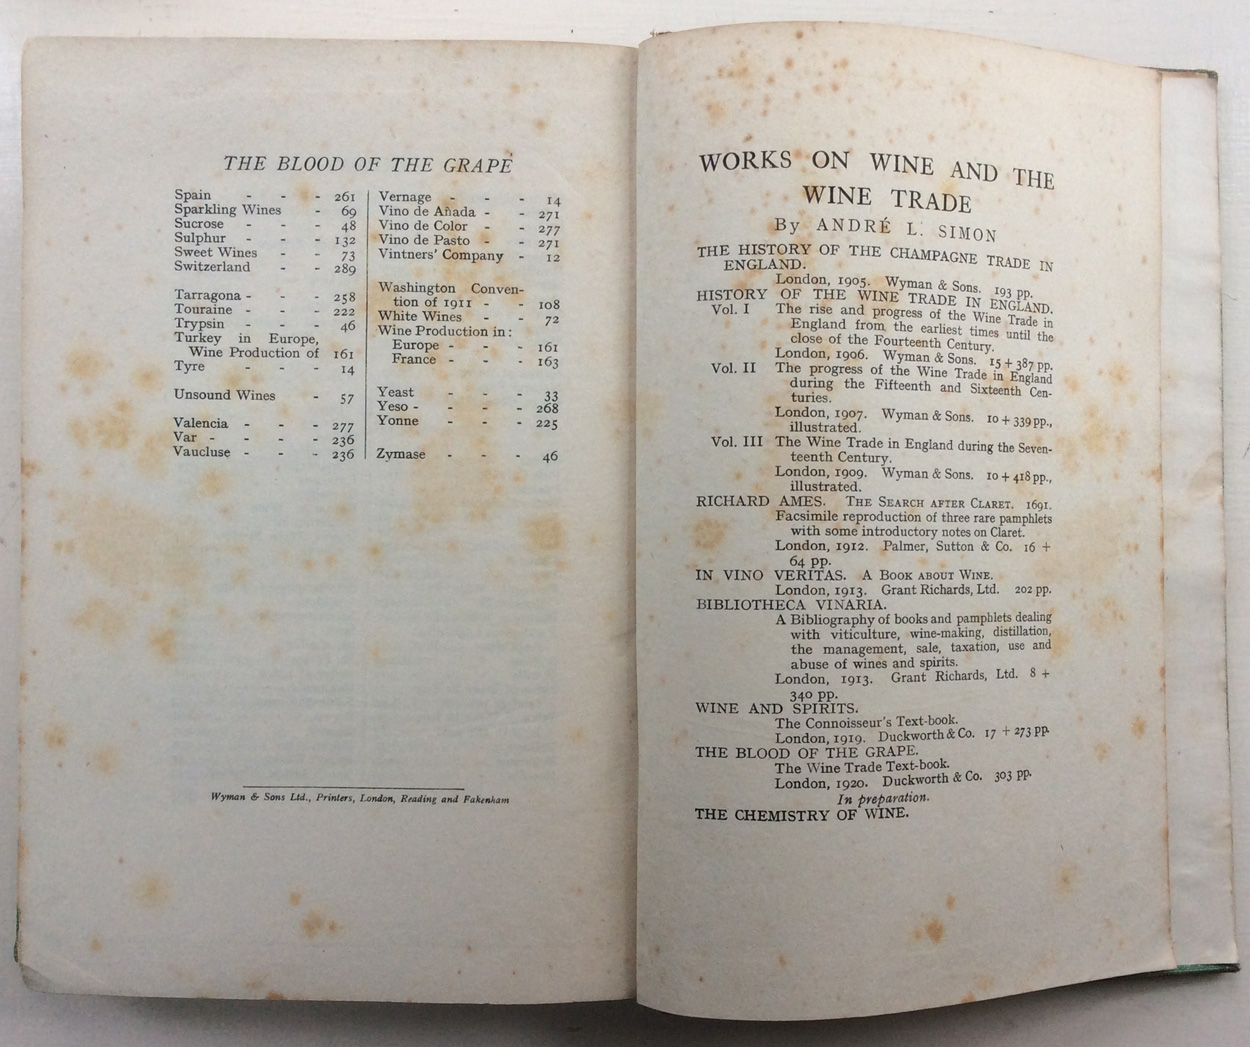 THE BLOOD OF THE GRAPE
Spain - - - 261
Sparkling Wines - 69
Sucrose - - - 48
Sulphur - - - 132
Sweet Wines - - 73
Switzerland - - 289
Tarragona - - - 258
Touraine - - - 222
Trypsin - - - 46
Turkey in Europe,
Wine Production of 161
Tyre - - - 14
Unsound Wines - 57
Valencia - - - 277
Var - - - - 236
Vaucluse - - - 236
Vernage - - - 14
Vino de Añada - - 271
Vino de Color - - 277
Vino de Pasto - - 271
Vintners' Company - 12
Washington Conven-
tion of 1911 - - 108
White Wines - - 72
Wine Production in:
Europe - - - 161
France - - - 163
Yeast - - - 33
Yeso - - - - 268
Yonne - - - 225
Zymase - - - 46
Wyman & Sons Ltd., Printers, London, Reading and Fakenham
WORKS ON WINE AND THE
WINE TRADE
By ANDRÉ L. SIMON
THE HISTORY OF THE CHAMPAGNE TRADE IN
ENGLAND.
London, 1905. Wyman & Sons. 193 pp.
HISTORY OF THE WINE TRADE IN ENGLAND.
Vol. I The rise and progress of the Wine Trade in
England from the earliest times until the
close of the Fourteenth Century.
London, 1906. Wyman & Sons. 15 + 387 pp.
Vol. II The progress of the Wine Trade in England
during the Fifteenth and Sixteenth Cen-
turies.
London, 1907. Wyman & Sons. 10 + 339 pp.,
illustrated.
Vol. III The Wine Trade in England during the Seven-
teenth Century.
London, 1909. Wyman & Sons. 10 + 418 pp.,
illustrated.
RICHARD AMES. THE SEARCH AFTER CLARET. 1691.
Facsimile reproduction of three rare pamphlets
with some introductory notes on Claret.
London, 1912. Palmer, Sutton & Co. 16 +
64 pp.
IN VINO VERITAS. A BOOK ABOUT WINE.
London, 1913. Grant Richards, Ltd. 202 pp.
BIBLIOTHECA VINARIA.
A Bibliography of books and pamphlets dealing
with viticulture, wine-making, distillation,
the management, sale, taxation, use and
abuse of wines and spirits.
London, 1913. Grant Richards, Ltd. 8 +
340 pp.
WINE AND SPIRITS.
The Connoisseur's Text-book.
London, 1919. Duckworth & Co. 17 + 273 pp.
THE BLOOD OF THE GRAPE.
The Wine Trade Text-book.
London, 1920. Duckworth & Co. 303 pp.
In preparation.
THE CHEMISTRY OF WINE.